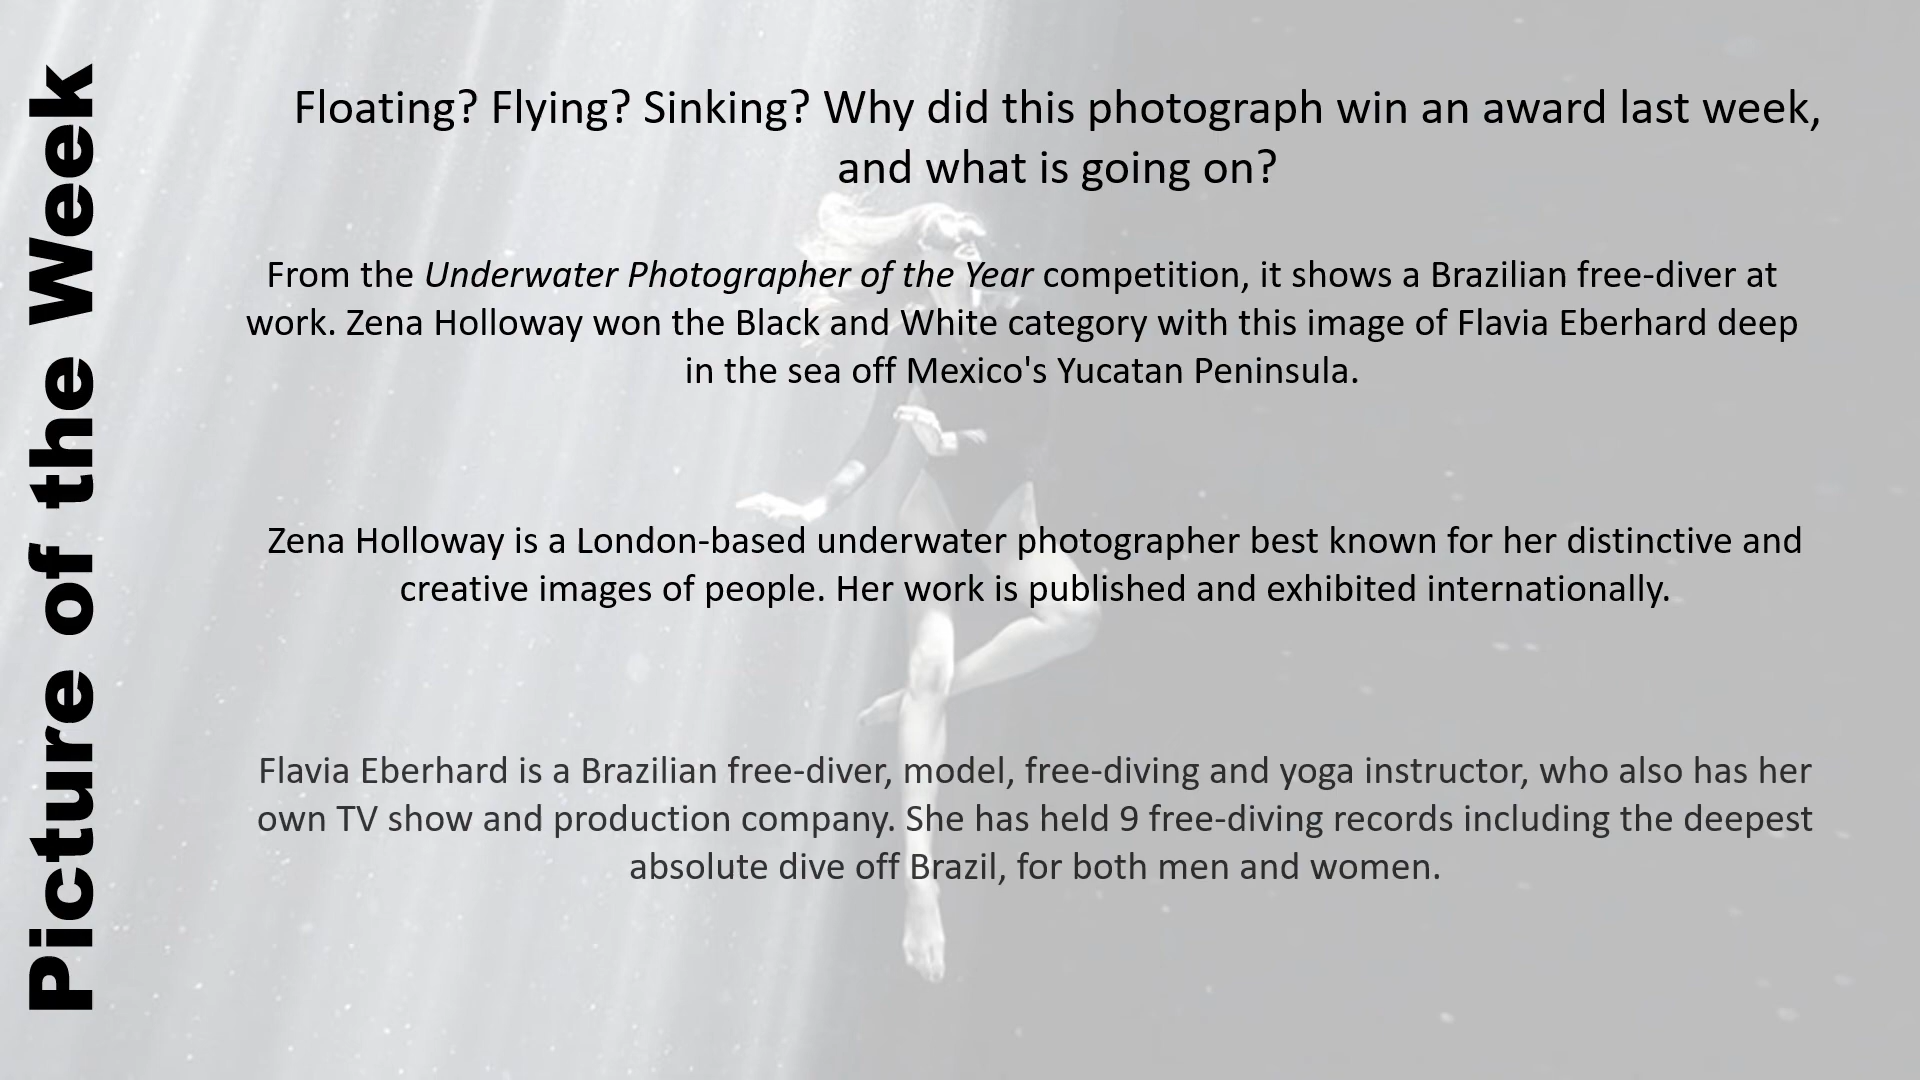 Picture of the Week
Floating? Flying? Sinking? Why did this photograph win an award last week,
and what is going on?
From the Underwater Photographer of the Year competition, it shows a Brazilian free-diver at
work. Zena Holloway won the Black and White category with this image of Flavia Eberhard deep
in the sea off Mexico's Yucatan Peninsula.
Zena Holloway is a London-based underwater photographer best known for her distinctive and
creative images of people. Her work is published and exhibited internationally.
Flavia Eberhard is a Brazilian free-diver, model, free-diving and yoga instructor, who also has her
own TV show and production company. She has held 9 free-diving records including the deepest
absolute dive off Brazil, for both men and women.